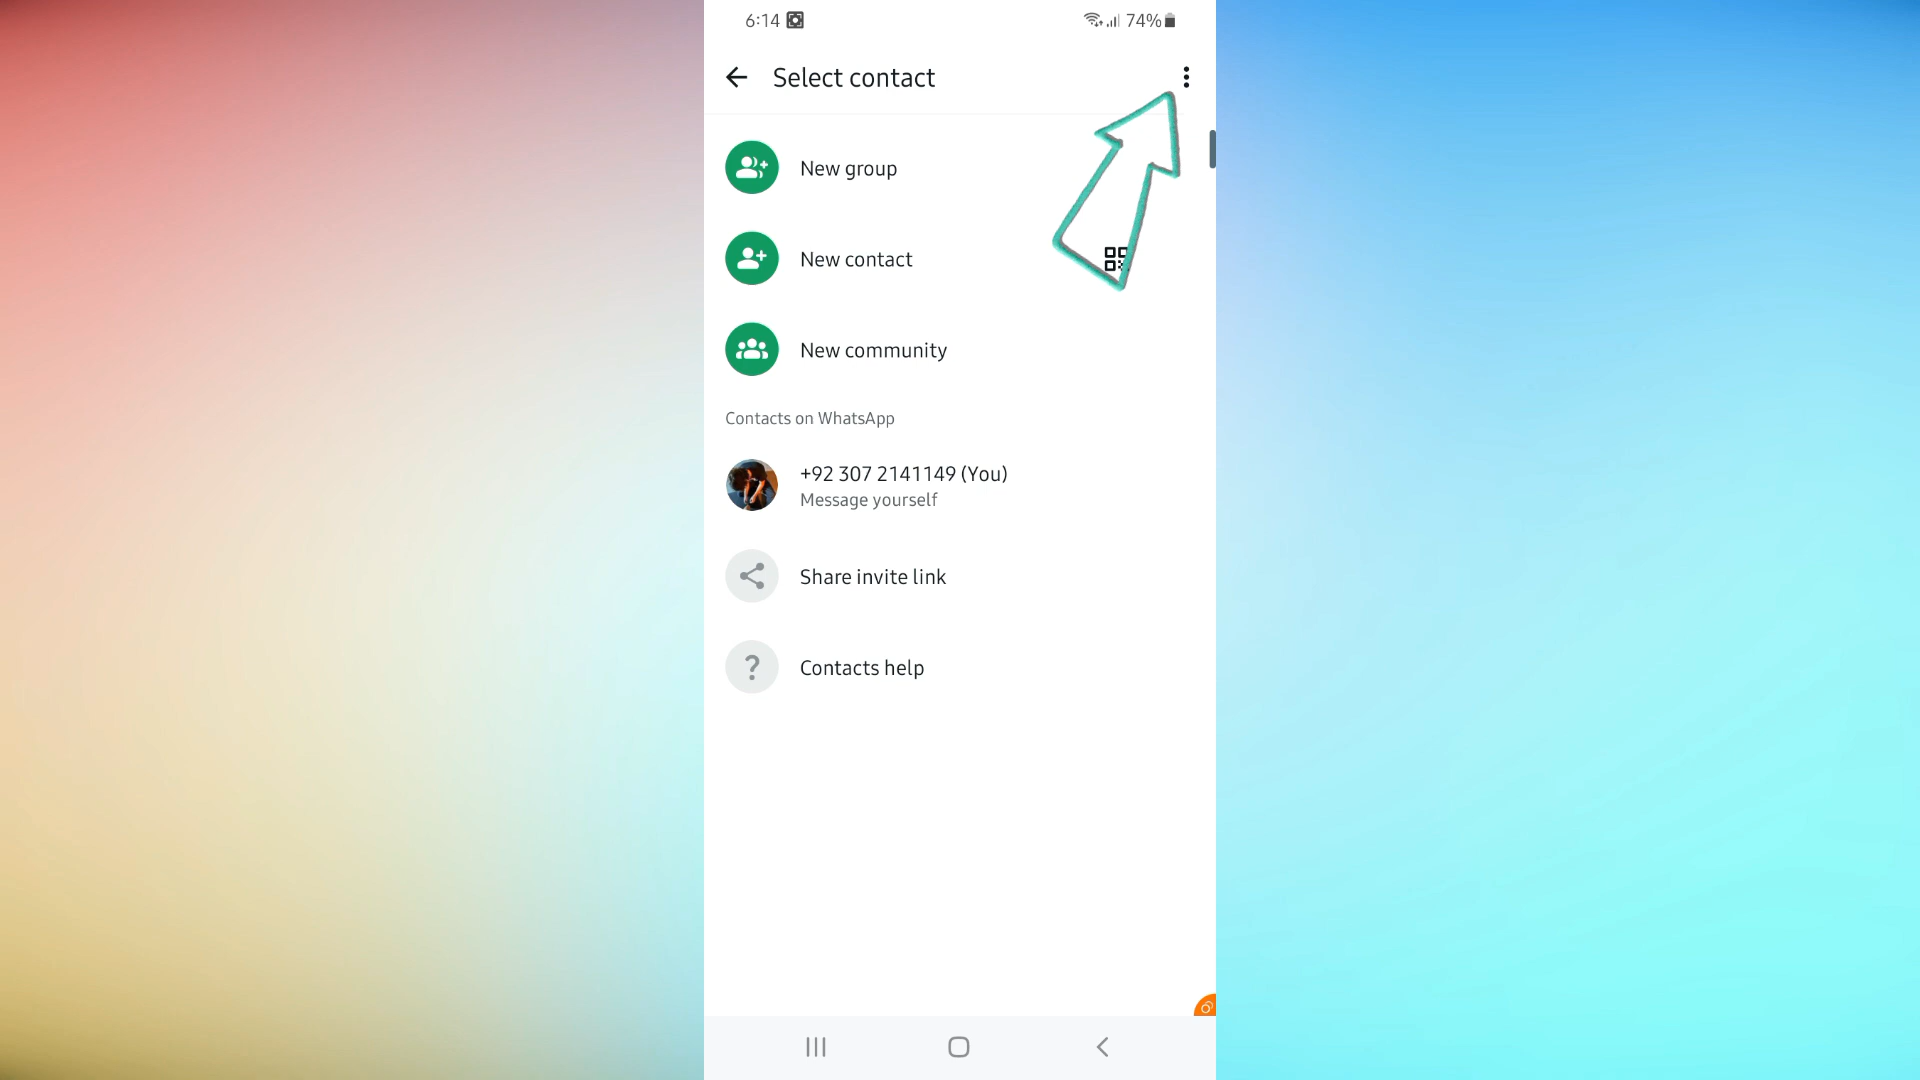 6:14 74%
Select contact
New group
New contact
New community
Contacts on WhatsApp
+92 307 2141149 (You)
Message yourself
Share invite link
?
Contacts help